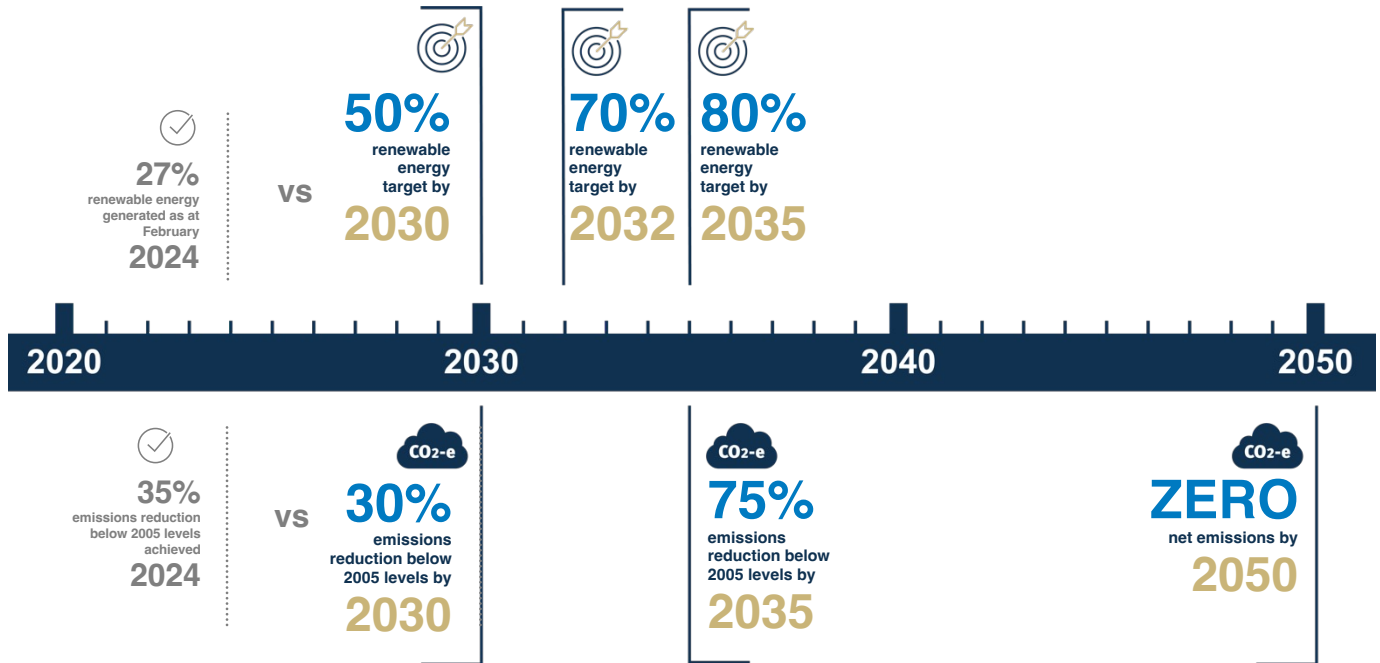 27%
renewable energy
generated as at
February
2024
vs
50%
renewable
energy
target by
2030
70%
renewable
energy
target by
2032
80%
renewable
energy
target by
2035
2020
2030
2040
2050
35%
emissions reduction
below 2005 levels
achieved
2024
vs
CO2-e
30%
emissions
reduction below
2005 levels by
2030
CO2-e
75%
emissions
reduction below
2005 levels by
2035
CO2-e
ZERO
net emissions by
2050